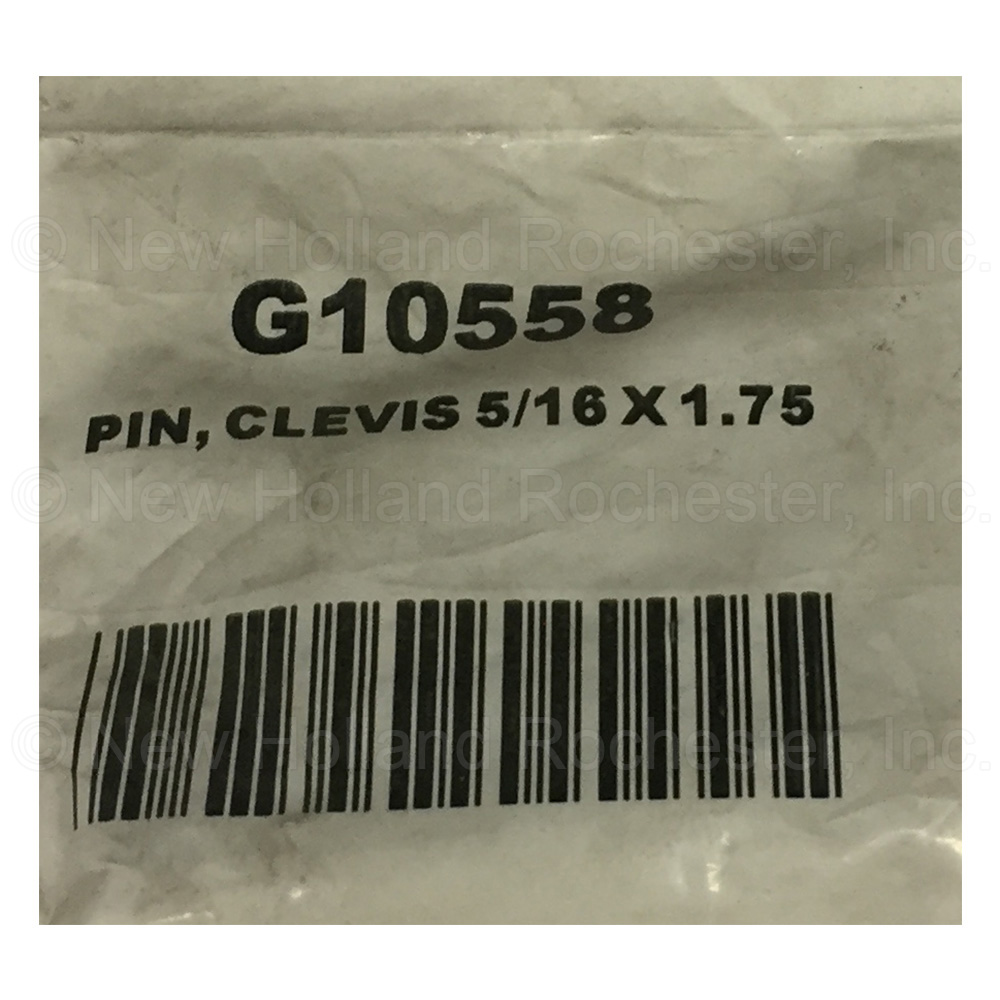 © New Holland Rochester, Inc.
G10558
PIN, CLEVIS 5/16 X 1.75
© New Holland Rochester, Inc.
© New Holland Rochester, Inc.